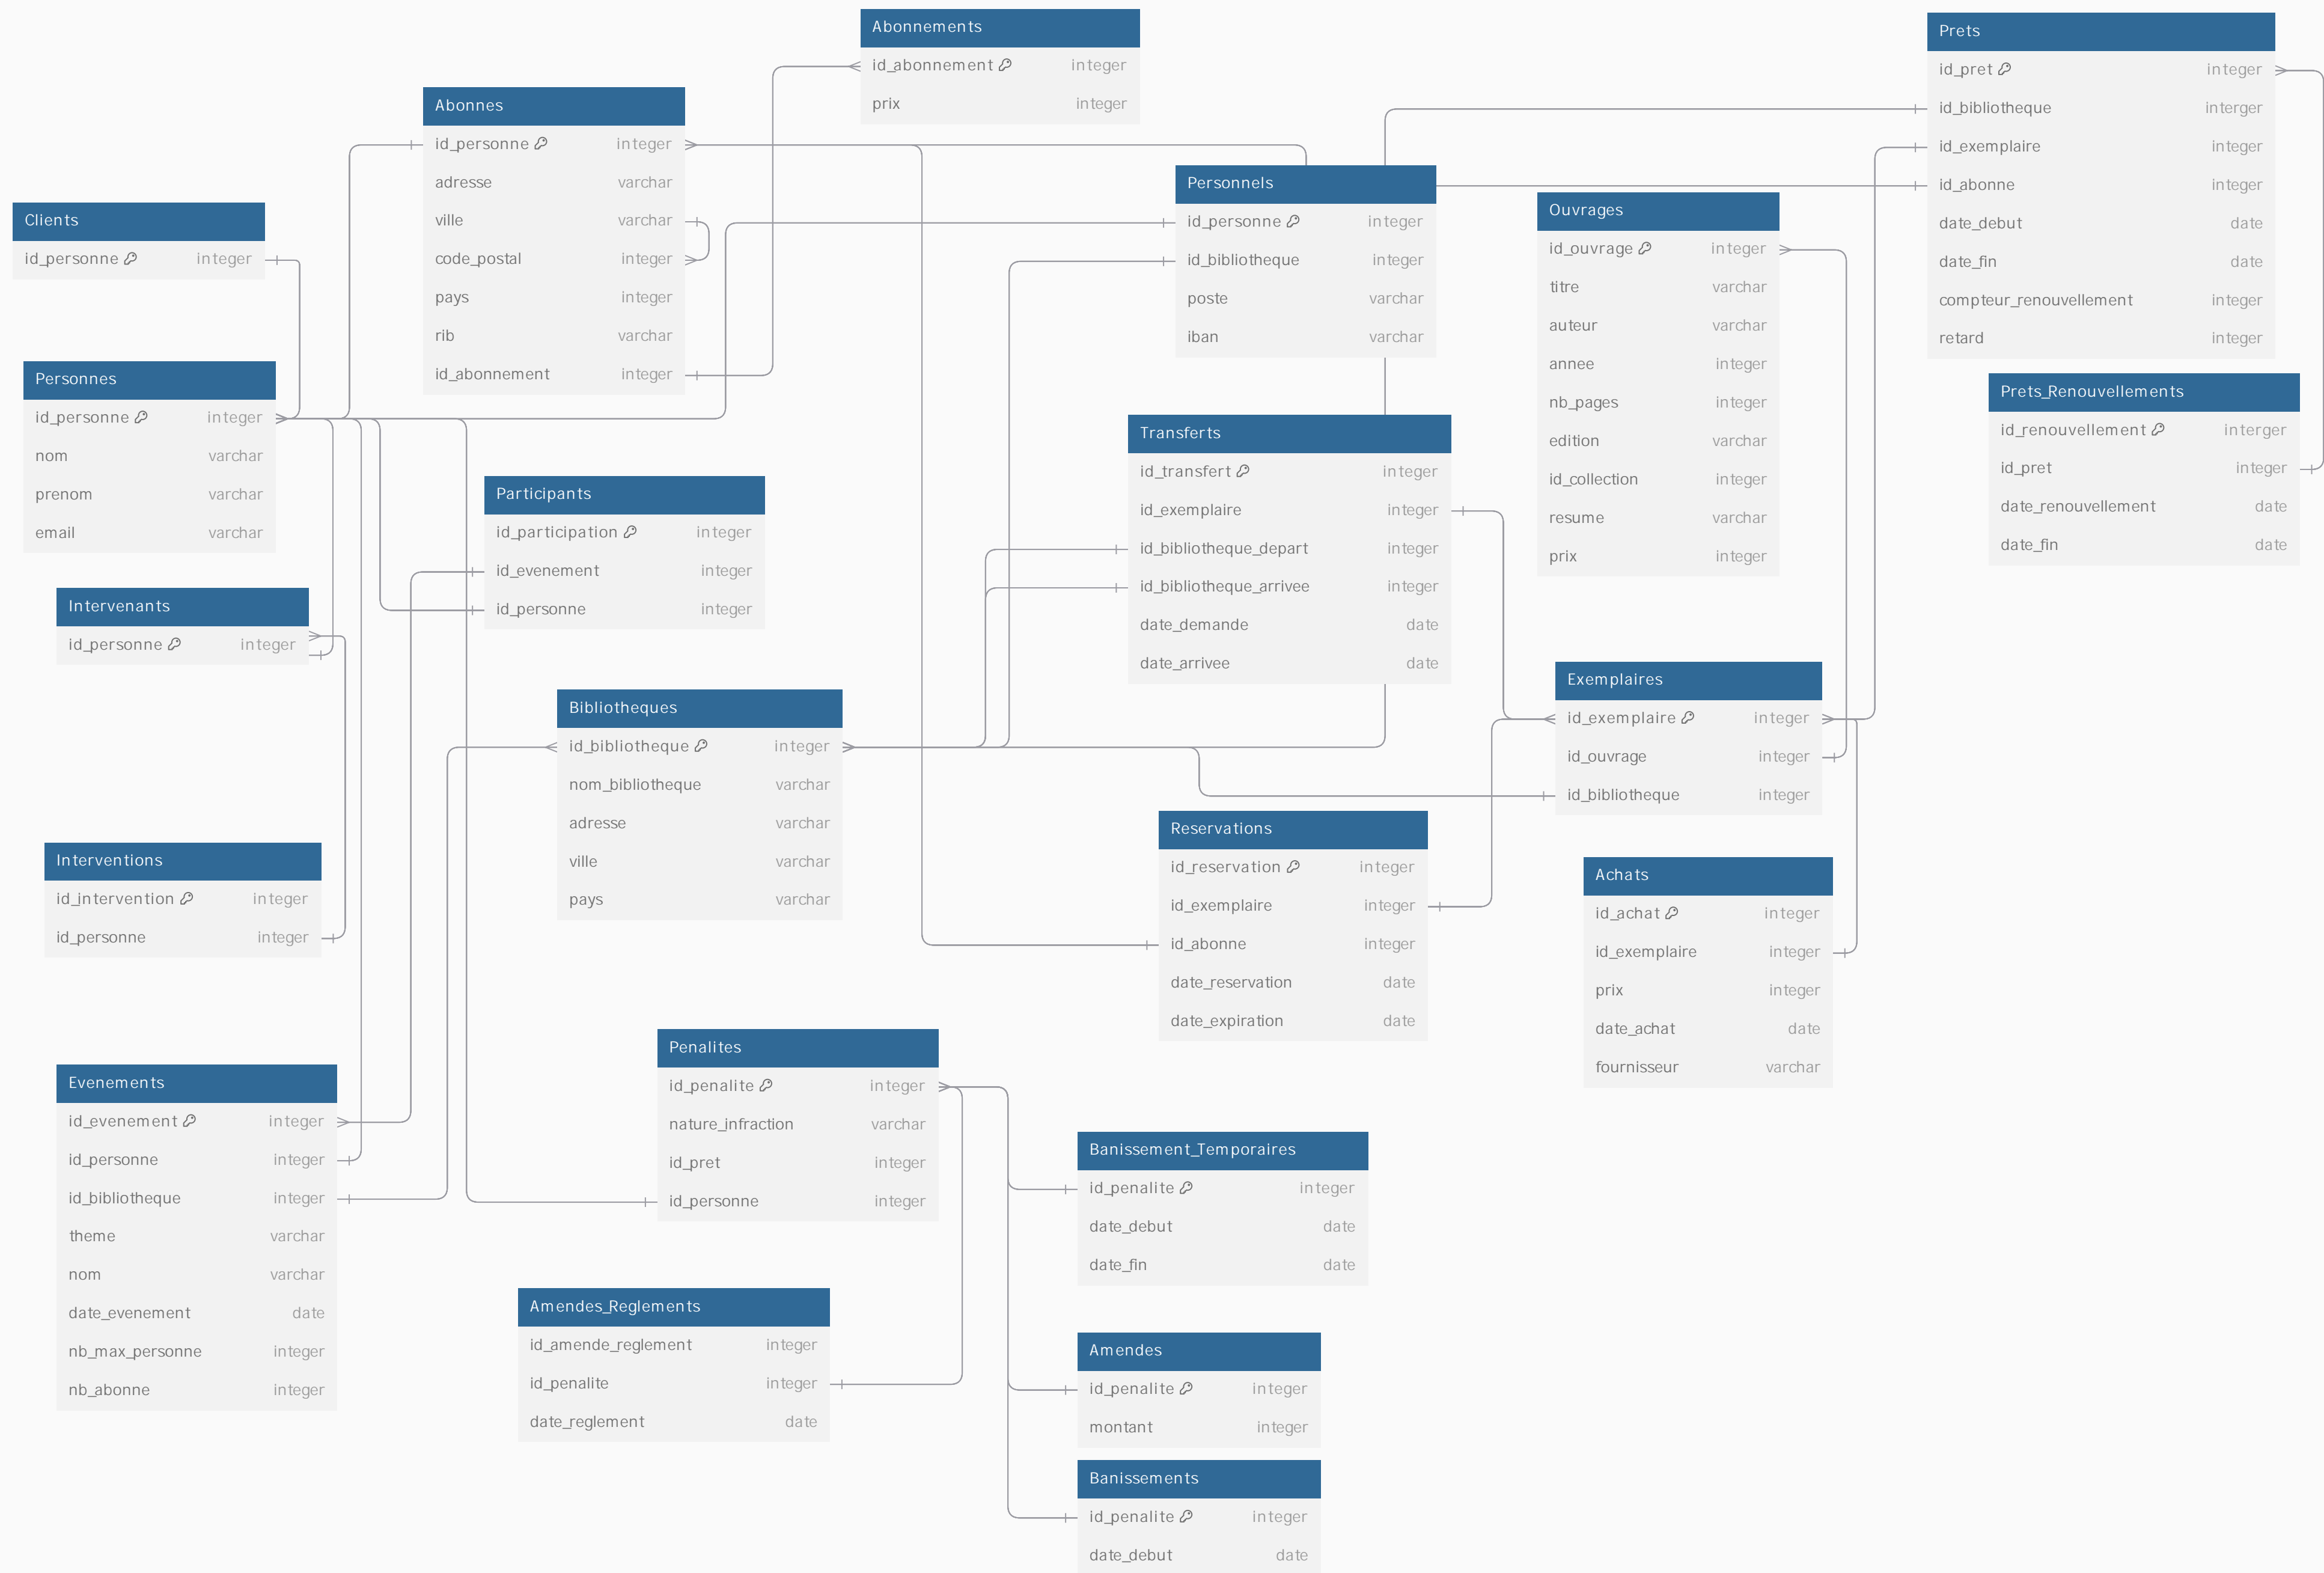 Abonnements
id_abonnement integer
prix integer
Prets
id_pret integer
id_bibliotheque interger
id_exemplaire integer
id_abonne integer
date_debut date
date_fin date
compteur_renouvellement integer
retard integer
Abonnes
id_personne integer
adresse varchar
ville varchar
code_postal integer
pays integer
rib varchar
id_abonnement integer
Personnels
id_personne integer
id_bibliotheque integer
poste varchar
iban varchar
Ouvrages
id_ouvrage integer
titre varchar
auteur varchar
annee integer
nb_pages integer
edition varchar
id_collection integer
resume varchar
prix integer
Clients
id_personne integer
Personnes
id_personne integer
nom varchar
prenom varchar
email varchar
Prets_Renouvellements
id_renouvellement interger
id_pret integer
date_renouvellement date
date_fin date
Transferts
id_transfert integer
id_exemplaire integer
id_bibliotheque_depart integer
id_bibliotheque_arrivee integer
date_demande date
date_arrivee date
Participants
id_participation integer
id_evenement integer
id_personne integer
Intervenants
id_personne integer
Exemplaires
id_exemplaire integer
id_ouvrage integer
id_bibliotheque integer
Bibliotheques
id_bibliotheque integer
nom_bibliotheque varchar
adresse varchar
ville varchar
pays varchar
Reservations
id_reservation integer
id_exemplaire integer
id_abonne integer
date_reservation date
date_expiration date
Interventions
id_intervention integer
id_personne integer
Achats
id_achat integer
id_exemplaire integer
prix integer
date_achat date
fournisseur varchar
Penalites
id_penalite integer
nature_infraction varchar
id_pret integer
id_personne integer
Evenements
id_evenement integer
id_personne integer
id_bibliotheque integer
theme varchar
nom varchar
date_evenement date
nb_max_personne integer
nb_abonne integer
Banissement_Temporaires
id_penalite integer
date_debut date
date_fin date
Amendes_Reglements
id_amende_reglement integer
id_penalite integer
date_reglement date
Amendes
id_penalite integer
montant integer
Banissements
id_penalite integer
date_debut date